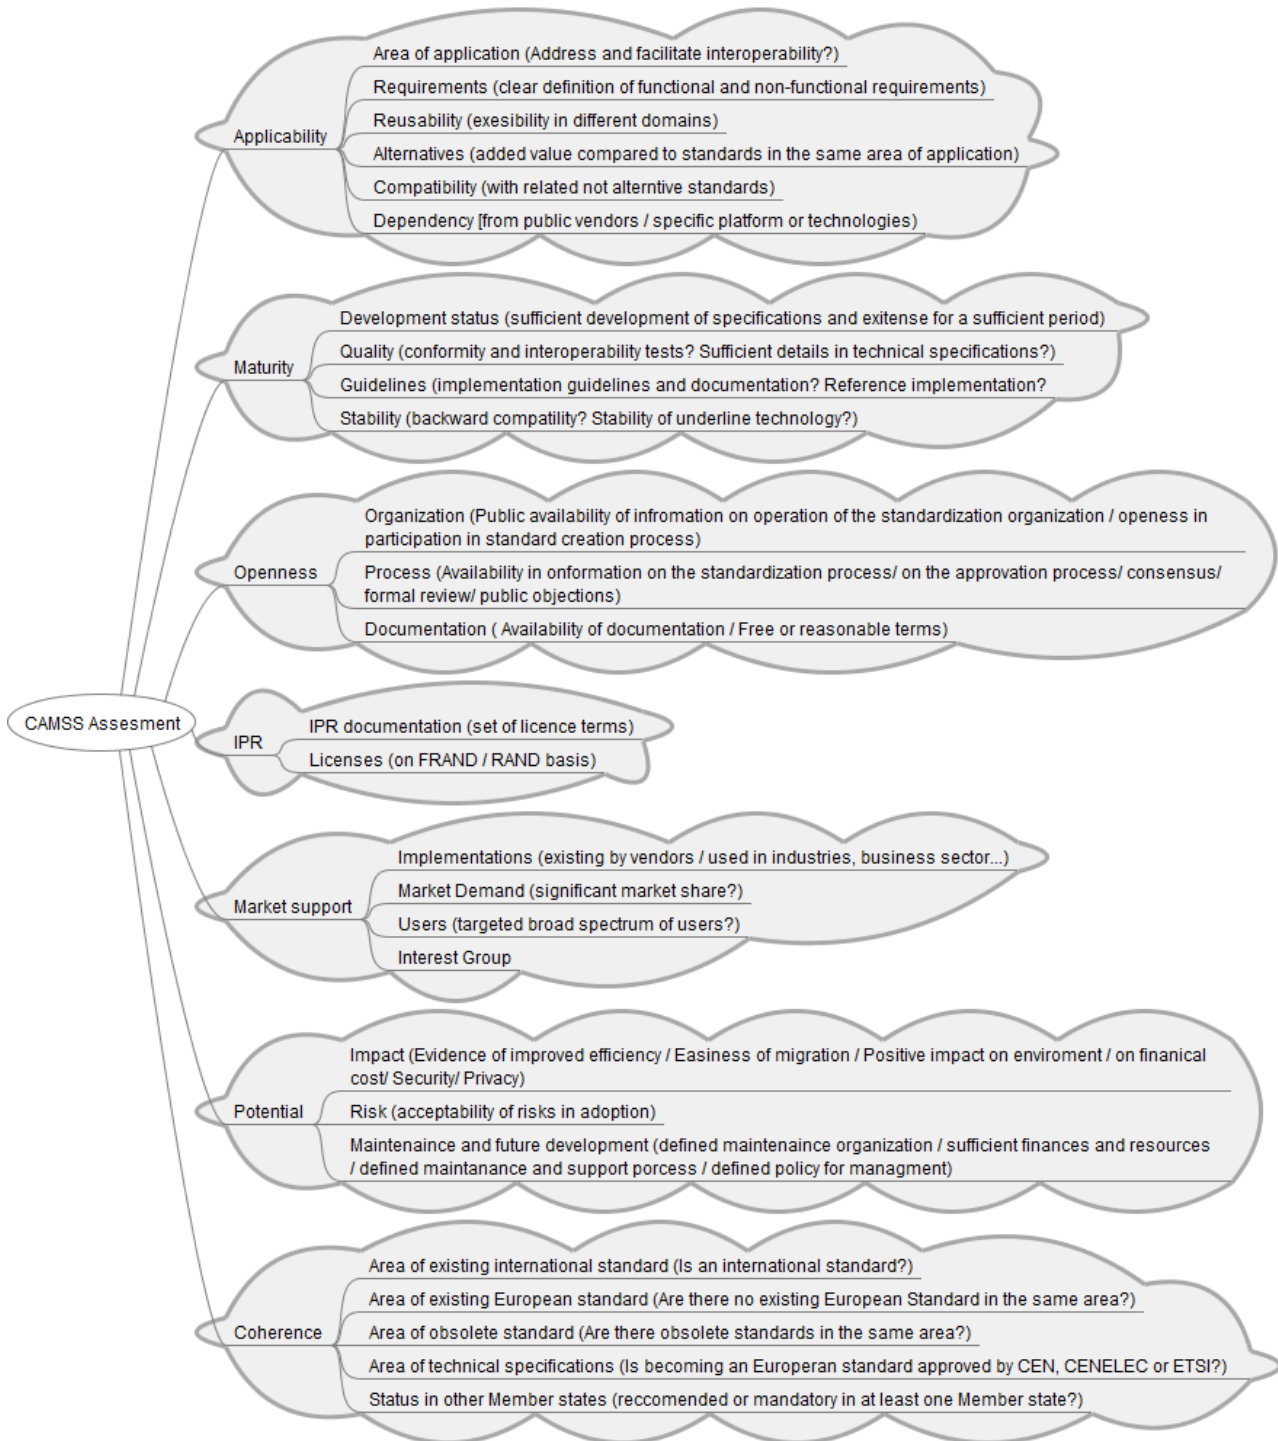 Area of application (Address and facilitate interoperability?)
Requirements (clear definition of functional and non-functional requirements)
Reusability (exesibility in different domains)
Applicability
Alternatives (added value compared to standards in the same area of application)
Compatibility (with related not alterntive standards)
Dependency [from public vendors / specific platform or technologies)
Development status (sufficient development of specifications and exitense for a sufficient period)
Quality (conformity and interoperability tests? Sufficient details in technical specifications?)
Maturity
Guidelines (implementation guidelines and documentation? Reference implementation?
Stability (backward compatility? Stability of underline technology?)
Organization (Public availability of infromation on operation of the standardization organization / openess in
participation in standard creation process)
Openness
Process (Availability in onformation on the standardization process/ on the approvation process/ consensus/
formal review/ public objections)
Documentation ( Availability of documentation / Free or reasonable terms)
CAMSS Assesment
IPR documentation (set of licence terms)
IPR
Licenses (on FRAND / RAND basis)
Implementations (existing by vendors / used in industries, business sector...)
Market Demand (significant market share?)
Market support
Users (targeted broad spectrum of users?)
Interest Group
Impact (Evidence of improved efficiency / Easiness of migration / Positive impact on enviroment / on finanical
cost/ Security/ Privacy)
Potential
Risk (acceptability of risks in adoption)
Maintenaince and future development (defined maintenaince organization / sufficient finances and resources
/ defined maintanance and support porcess / defined policy for managment)
Area of existing international standard (Is an international standard?)
Area of existing European standard (Are there no existing European Standard in the same area?)
Coherence
Area of obsolete standard (Are there obsolete standards in the same area?)
Area of technical specifications (Is becoming an Europeran standard approved by CEN, CENELEC or ETSI?)
Status in other Member states (reccomended or mandatory in at least one Member state?)